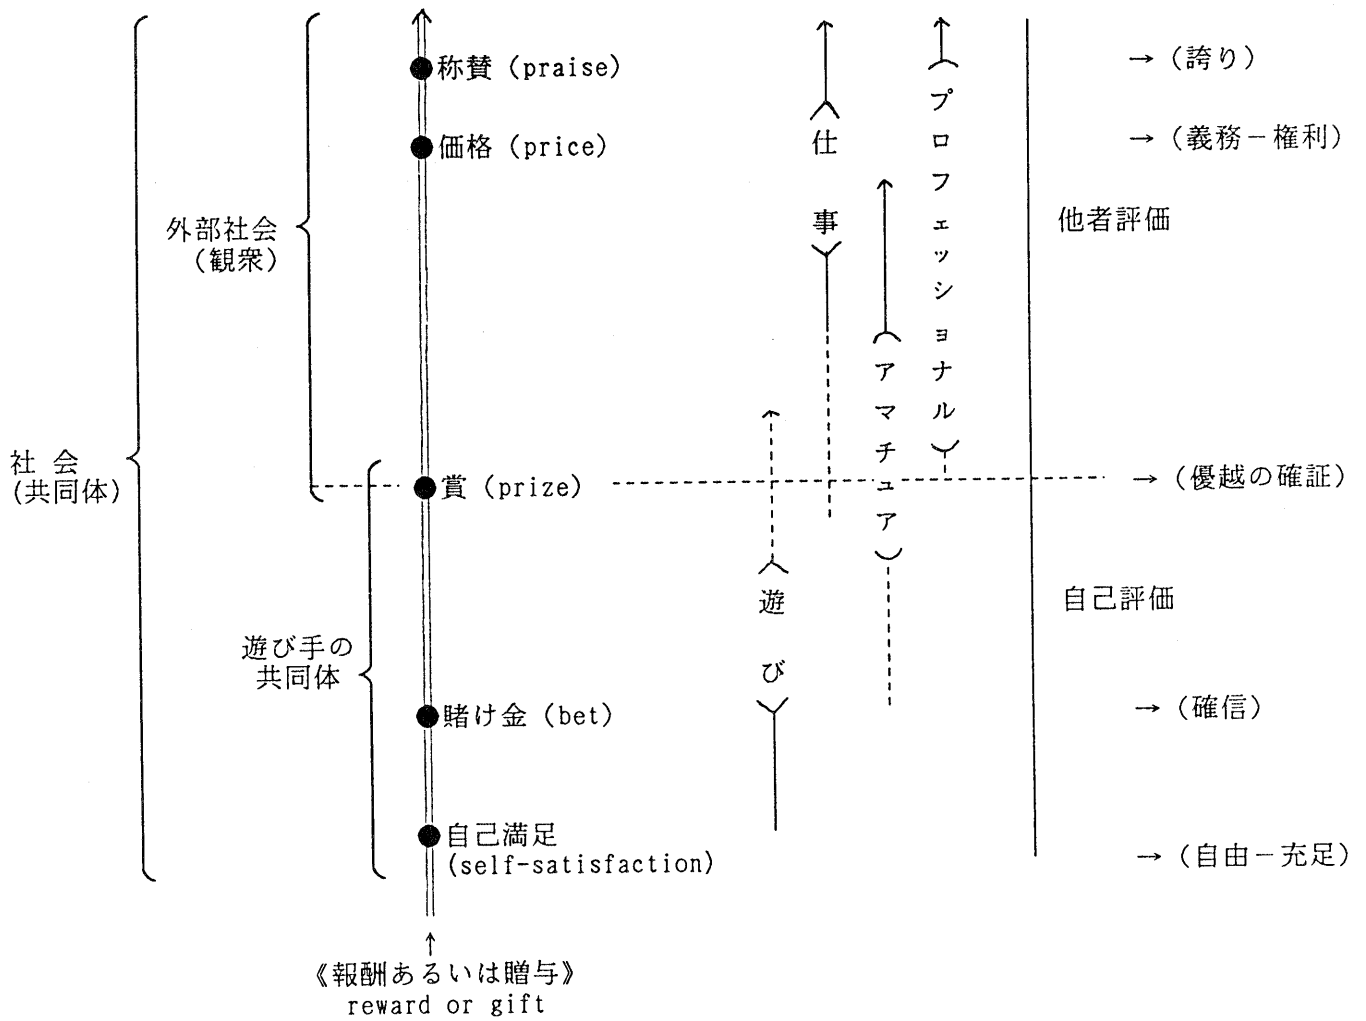 称賛 (praise)
→ (誇り)
価格 (price)
→ (義務－権利)
仕事
プロフェッショナル
外部社会
(観衆)
他者評価
アマチュア
社会
(共同体)
賞 (prize)
→ (優越の確証)
遊び
自己評価
遊び手の
共同体
賭け金 (bet)
→ (確信)
自己満足
(self-satisfaction)
→ (自由－充足)
《報酬あるいは贈与》
reward or gift